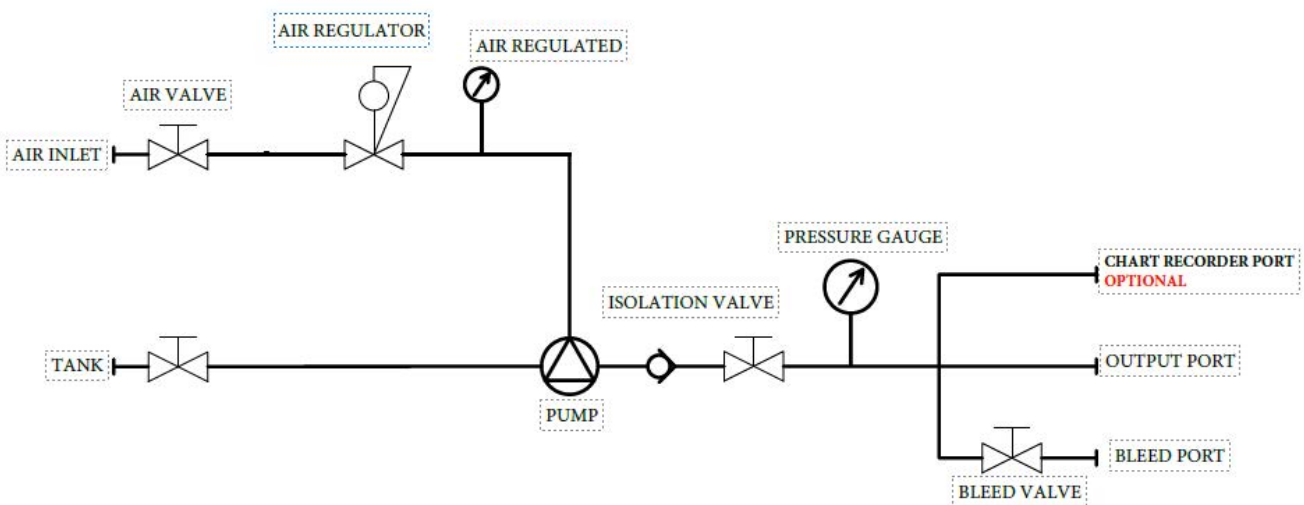 AIR REGULATOR
AIR REGULATED
AIR VALVE
AIR INLET
PRESSURE GAUGE
CHART RECORDER PORT
OPTIONAL
ISOLATION VALVE
TANK
OUTPUT PORT
PUMP
BLEED PORT
BLEED VALVE